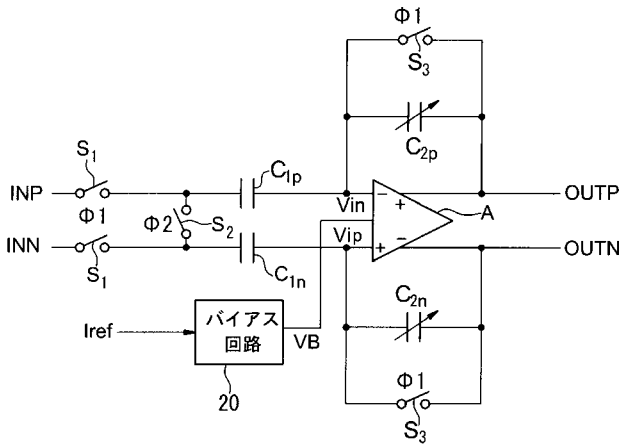 Φ1
S3
C2p
S1
C1p
INP
Vin
−
+
A
OUTP
Φ1
Φ2
S2
INN
Vip
+
−
OUTN
S1
C1n
C2n
Iref
バイアス
回路
VB
20
Φ1
S3